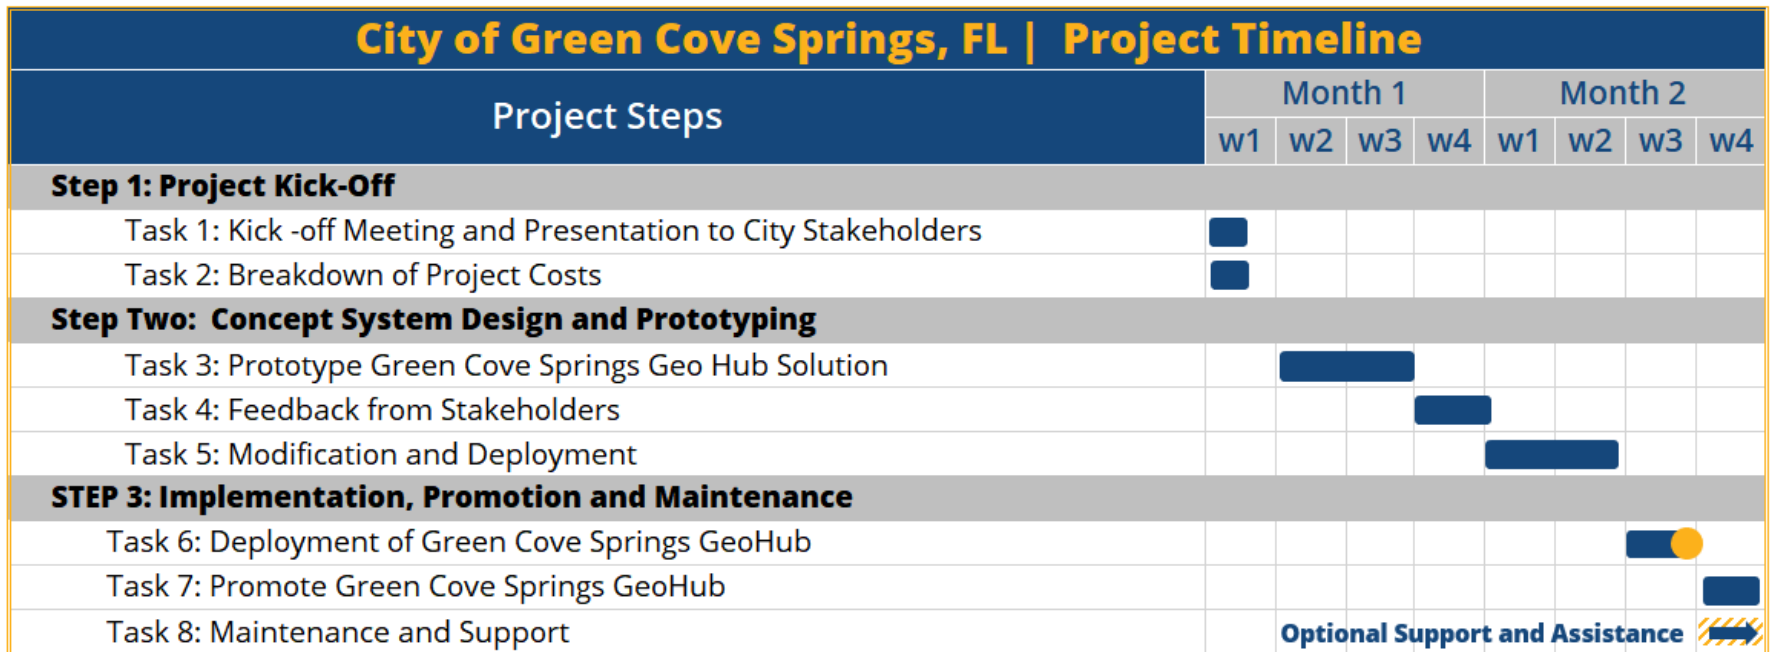 City of Green Cove Springs, FL | Project Timeline
Project Steps
Month 1 Month 2
w1 w2 w3 w4 w1 w2 w3 w4
Step 1: Project Kick-Off
Task 1: Kick -off Meeting and Presentation to City Stakeholders
Task 2: Breakdown of Project Costs
Step Two: Concept System Design and Prototyping
Task 3: Prototype Green Cove Springs Geo Hub Solution
Task 4: Feedback from Stakeholders
Task 5: Modification and Deployment
STEP 3: Implementation, Promotion and Maintenance
Task 6: Deployment of Green Cove Springs GeoHub
Task 7: Promote Green Cove Springs GeoHub
Task 8: Maintenance and Support Optional Support and Assistance